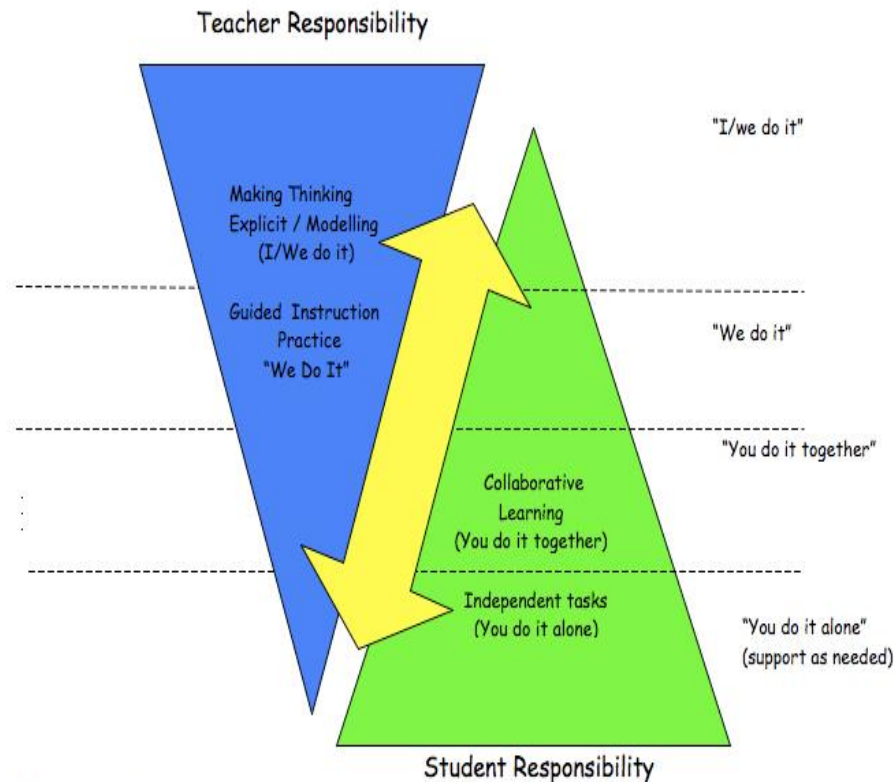 Teacher Responsibility
"I/we do it"
Making Thinking
Explicit / Modelling
(I/We do it)
Guided Instruction
Practice
"We Do It"
"We do it"
"You do it together"
Collaborative
Learning
(You do it together)
Independent tasks
(You do it alone)
"You do it alone"
(support as needed)
Student Responsibility